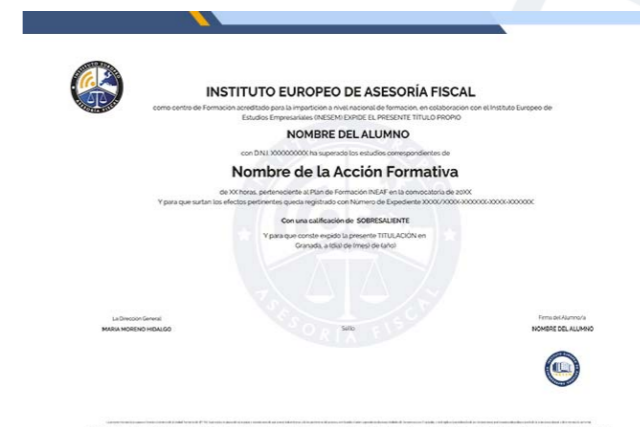 INSTITUTO EUROPEO DE ASESORÍA FISCAL
como centro de Formación acreditado para la impartición a nivel nacional de formacion, en colaboración con el Instituto Europeo de
Estudios Empresariales (INESEM) EXPIDE EL PRESENTE TITULO PROPIO
NOMBRE DEL ALUMNO
con D.N.I. XXXXXXXXX ha superado los estudios correspondientes de
Nombre de la Acción Formativa
de XX horas, perteneciente al Plan de Formación INEAF en la convocatoria de 20XX
Y para que surtan los efectos pertinentes queda registrado con Número de Expediente XXXX/XXXX-XXXXXX-XXXX-XXXXXX
Con una calificación de SOBRESALIENTE
Y para que conste expido la presente TITULACIÓN en
Granada, a (día) de (mes) de (año)
La Direccion General
MARIA MORENO HIDALGO
Sello
Firma del Alumno/a
NOMBRE DEL ALUMNO
ASESORÍA FISCAL